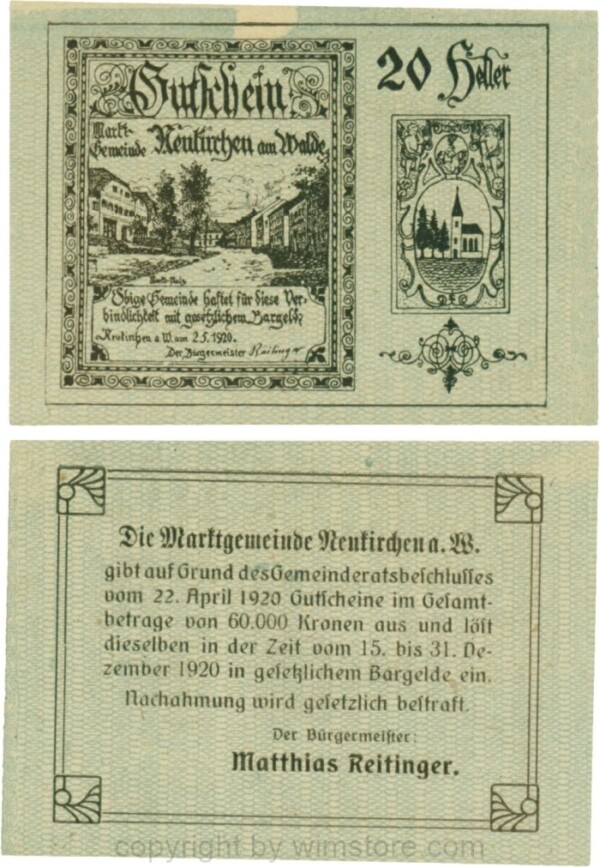 Gutschein
20 Heller
Markt-
Gemeinde Neukirchen am Walde
Obige Gemeinde haftet für diese Ver-
bindlichkeit mit gesetzlichem Bargeld.
Neukirchen a. W. am 2.5.1920.
Der Bürgermeister
Die Marktgemeinde Neukirchen a. W.
gibt auf Grund des Gemeinderatsbeschlusses
vom 22. April 1920 Gutscheine im Gesamt-
betrage von 60.000 Kronen aus und löst
dieselben in der Zeit vom 15. bis 31. De-
zember 1920 in gesetzlichem Bargelde ein.
Nachahmung wird gesetzlich bestraft.
Der Bürgermeister:
Matthias Reitinger.
copyright by wimstore.com